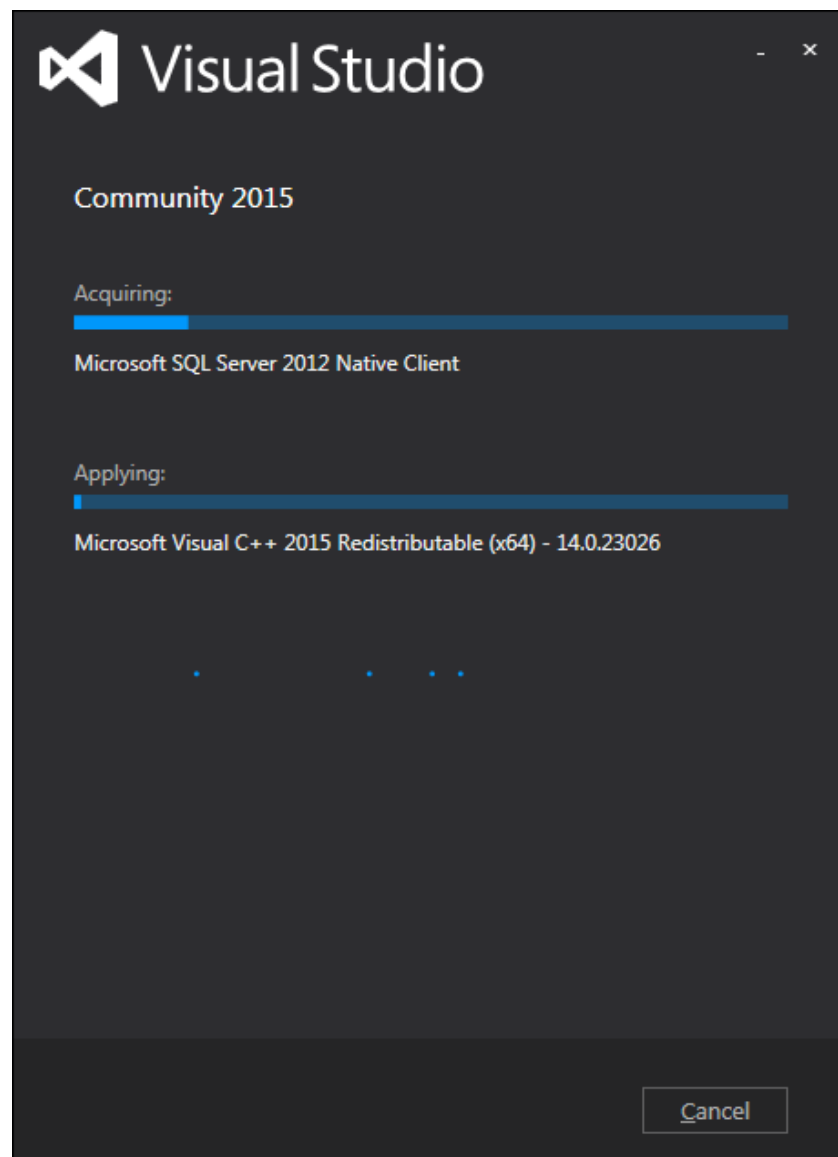 Visual Studio
Community 2015
Acquiring:
Microsoft SQL Server 2012 Native Client
Applying:
Microsoft Visual C++ 2015 Redistributable (x64) - 14.0.23026
Cancel